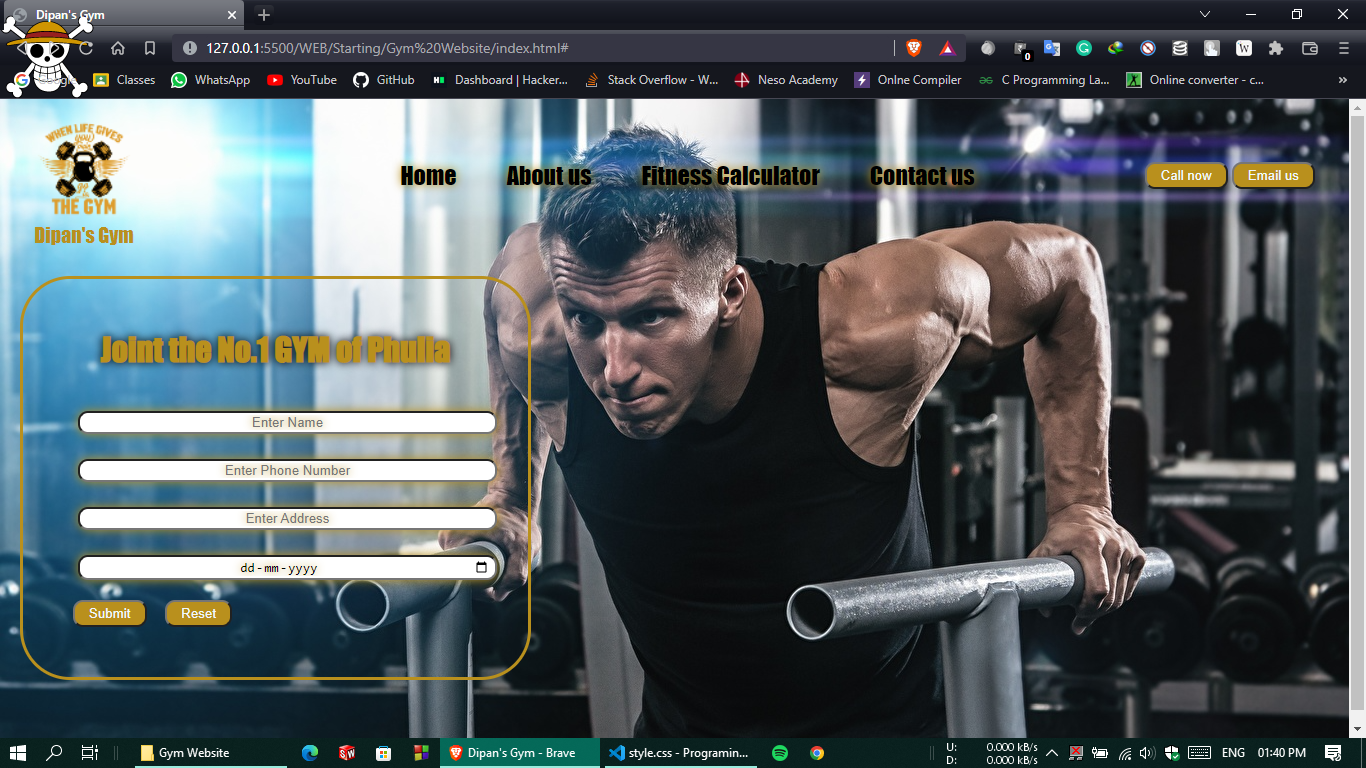 Dipan's Gym
127.0.0.1:5500/WEB/Starting/Gym%20Website/index.html#
0
W
Classes
WhatsApp
YouTube
GitHub
Dashboard | Hacker...
Stack Overflow - W...
Neso Academy
OnIne Compiler
C Programming La...
Online converter - c...
»
WHEN LIFE GIVES
THE GYM
Dipan's Gym
Home
About us
Fitness Calculator
Contact us
Call now
Email us
Joint the No.1 GYM of Phulia
Enter Name
Enter Phone Number
Enter Address
dd-mm-yyyy
Submit
Reset
Gym Website
Dipan's Gym - Brave
style.css - Programin...
U: 0.000 kB/s
D: 0.000 kB/s
ENG
01:40 PM